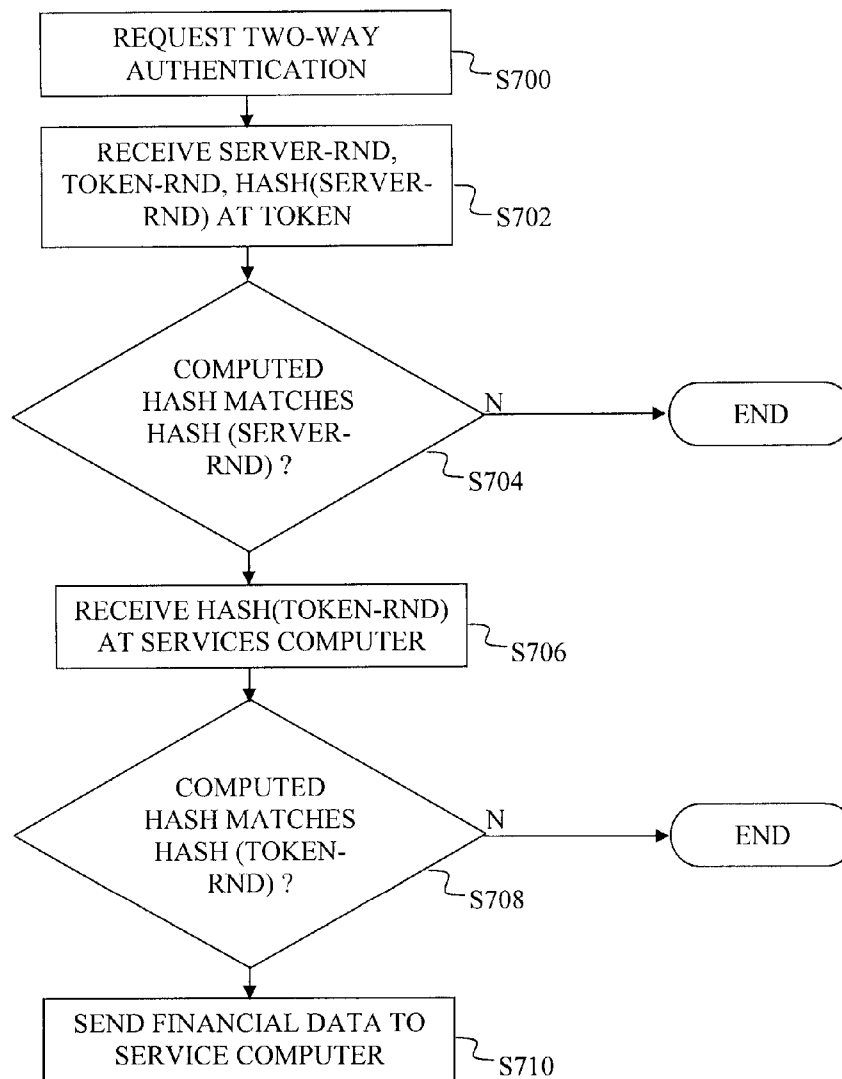 REQUEST TWO-WAY
AUTHENTICATION
S700
RECEIVE SERVER-RND,
TOKEN-RND, HASH(SERVER-
RND) AT TOKEN
S702
COMPUTED
HASH MATCHES
HASH (SERVER-
RND) ?
N
END
S704
RECEIVE HASH(TOKEN-RND)
AT SERVICES COMPUTER
S706
COMPUTED
HASH MATCHES
HASH (TOKEN-
RND) ?
N
END
S708
SEND FINANCIAL DATA TO
SERVICE COMPUTER
S710